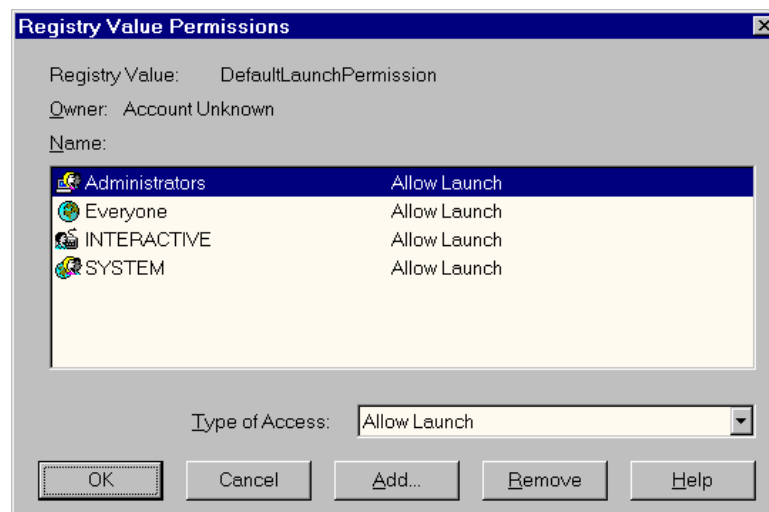 Registry Value Permissions
Registry Value: DefaultLaunchPermission
Owner: Account Unknown
Name:
Administrators Allow Launch
Everyone Allow Launch
INTERACTIVE Allow Launch
SYSTEM Allow Launch
Type of Access: Allow Launch
OK Cancel Add... Remove Help